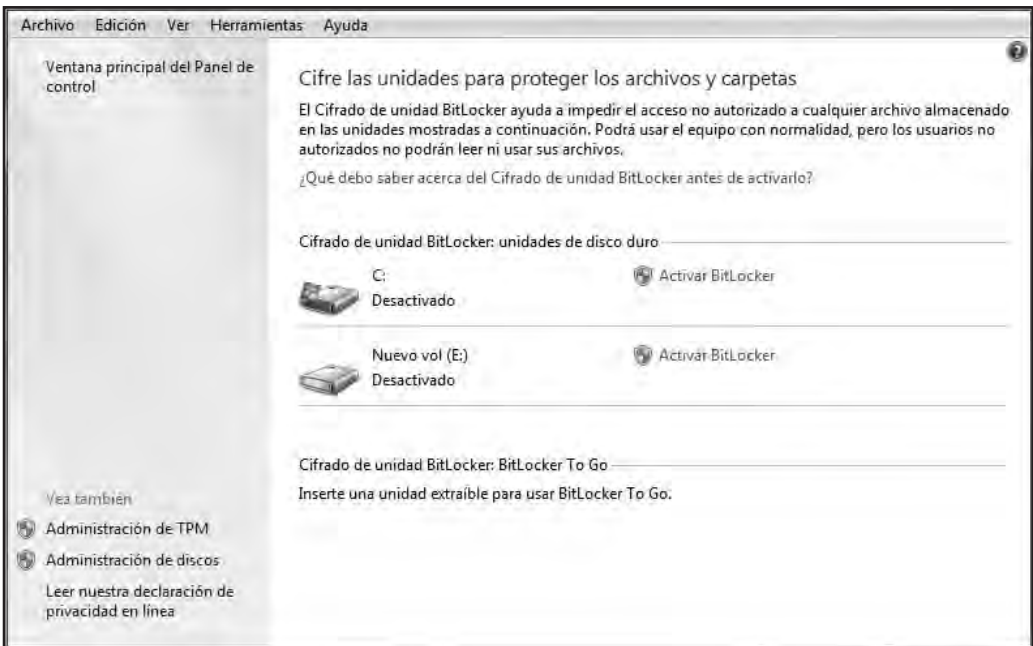 Archivo Edición Ver Herramientas Ayuda
Ventana principal del Panel de
control
Cifre las unidades para proteger los archivos y carpetas
El Cifrado de unidad BitLocker ayuda a impedir el acceso no autorizado a cualquier archivo almacenado
en las unidades mostradas a continuación. Podrá usar el equipo con normalidad, pero los usuarios no
autorizados no podrán leer ni usar sus archivos.
¿Qué debo saber acerca del Cifrado de unidad BitLocker antes de activarlo?
Cifrado de unidad BitLocker: unidades de disco duro
C:
Desactivado
Activar BitLocker
Nuevo vol (E:)
Desactivado
Activar BitLocker
Cifrado de unidad BitLocker: BitLocker To Go
Inserte una unidad extraíble para usar BitLocker To Go.
Vea también
Administración de TPM
Administración de discos
Leer nuestra declaración de
privacidad en línea